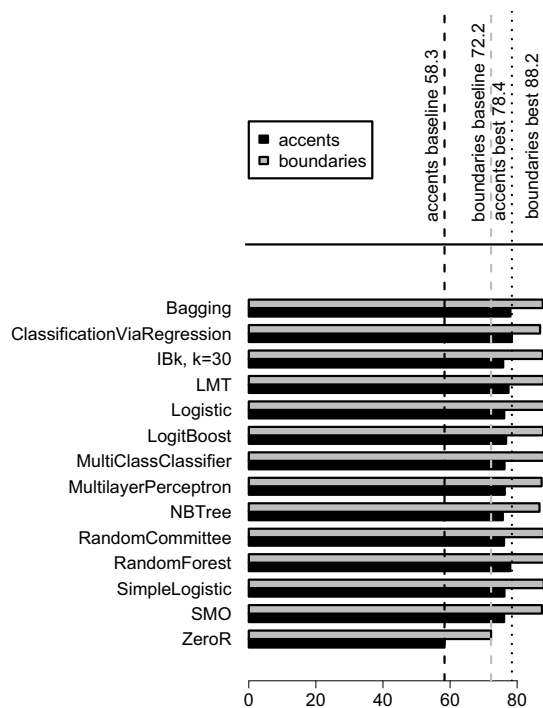 accents baseline 58.3
boundaries baseline 72.2
accents best 78.4
boundaries best 88.2
accents
boundaries
Bagging
ClassificationViaRegression
IBk, k=30
LMT
Logistic
LogitBoost
MultiClassClassifier
MultilayerPerceptron
NBTree
RandomCommittee
RandomForest
SimpleLogistic
SMO
ZeroR
0 20 40 60 80